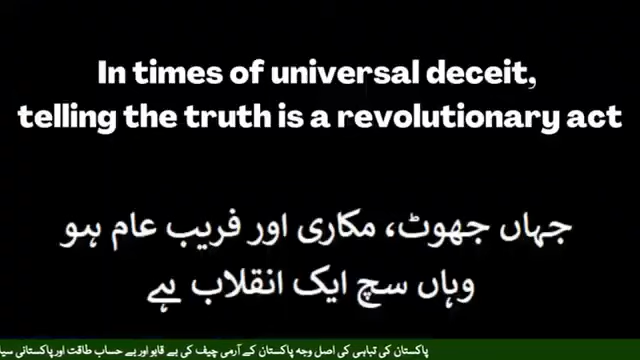 In times of universal deceit,
telling the truth is a revolutionary act
جہاں جھوٹ، مکاری اور فریب عام ہو
وہاں سچ ایک انقلاب ہے
پاکستان کی تباہی کی اصل وجہ پاکستان کے آرمی چیف کی بے قابو اور بے حساب طاقت اور پاکستانی